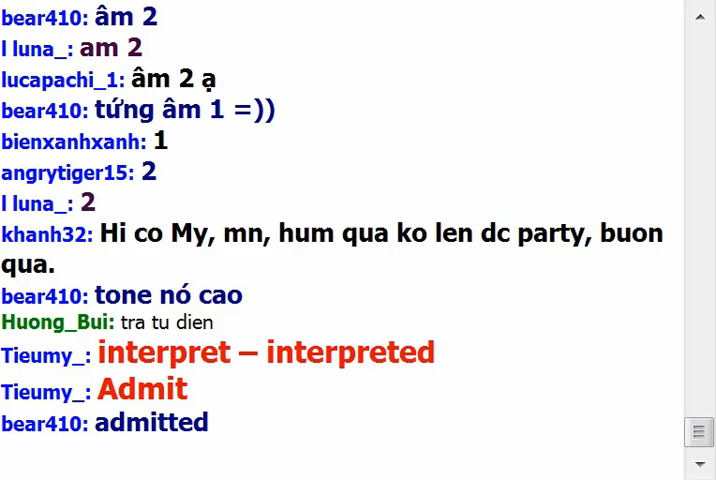 bear410: âm 2
l luna_: am 2
lucapachi_1: âm 2 ạ
bear410: tứng âm 1 =))
bienxanhxanh: 1
angrytiger15: 2
l luna_: 2
khanh32: Hi co My, mn, hum qua ko len dc party, buon
qua.
bear410: tone nó cao
Huong_Bui: tra tu dien
Tieumy_: interpret – interpreted
Tieumy_: Admit
bear410: admitted